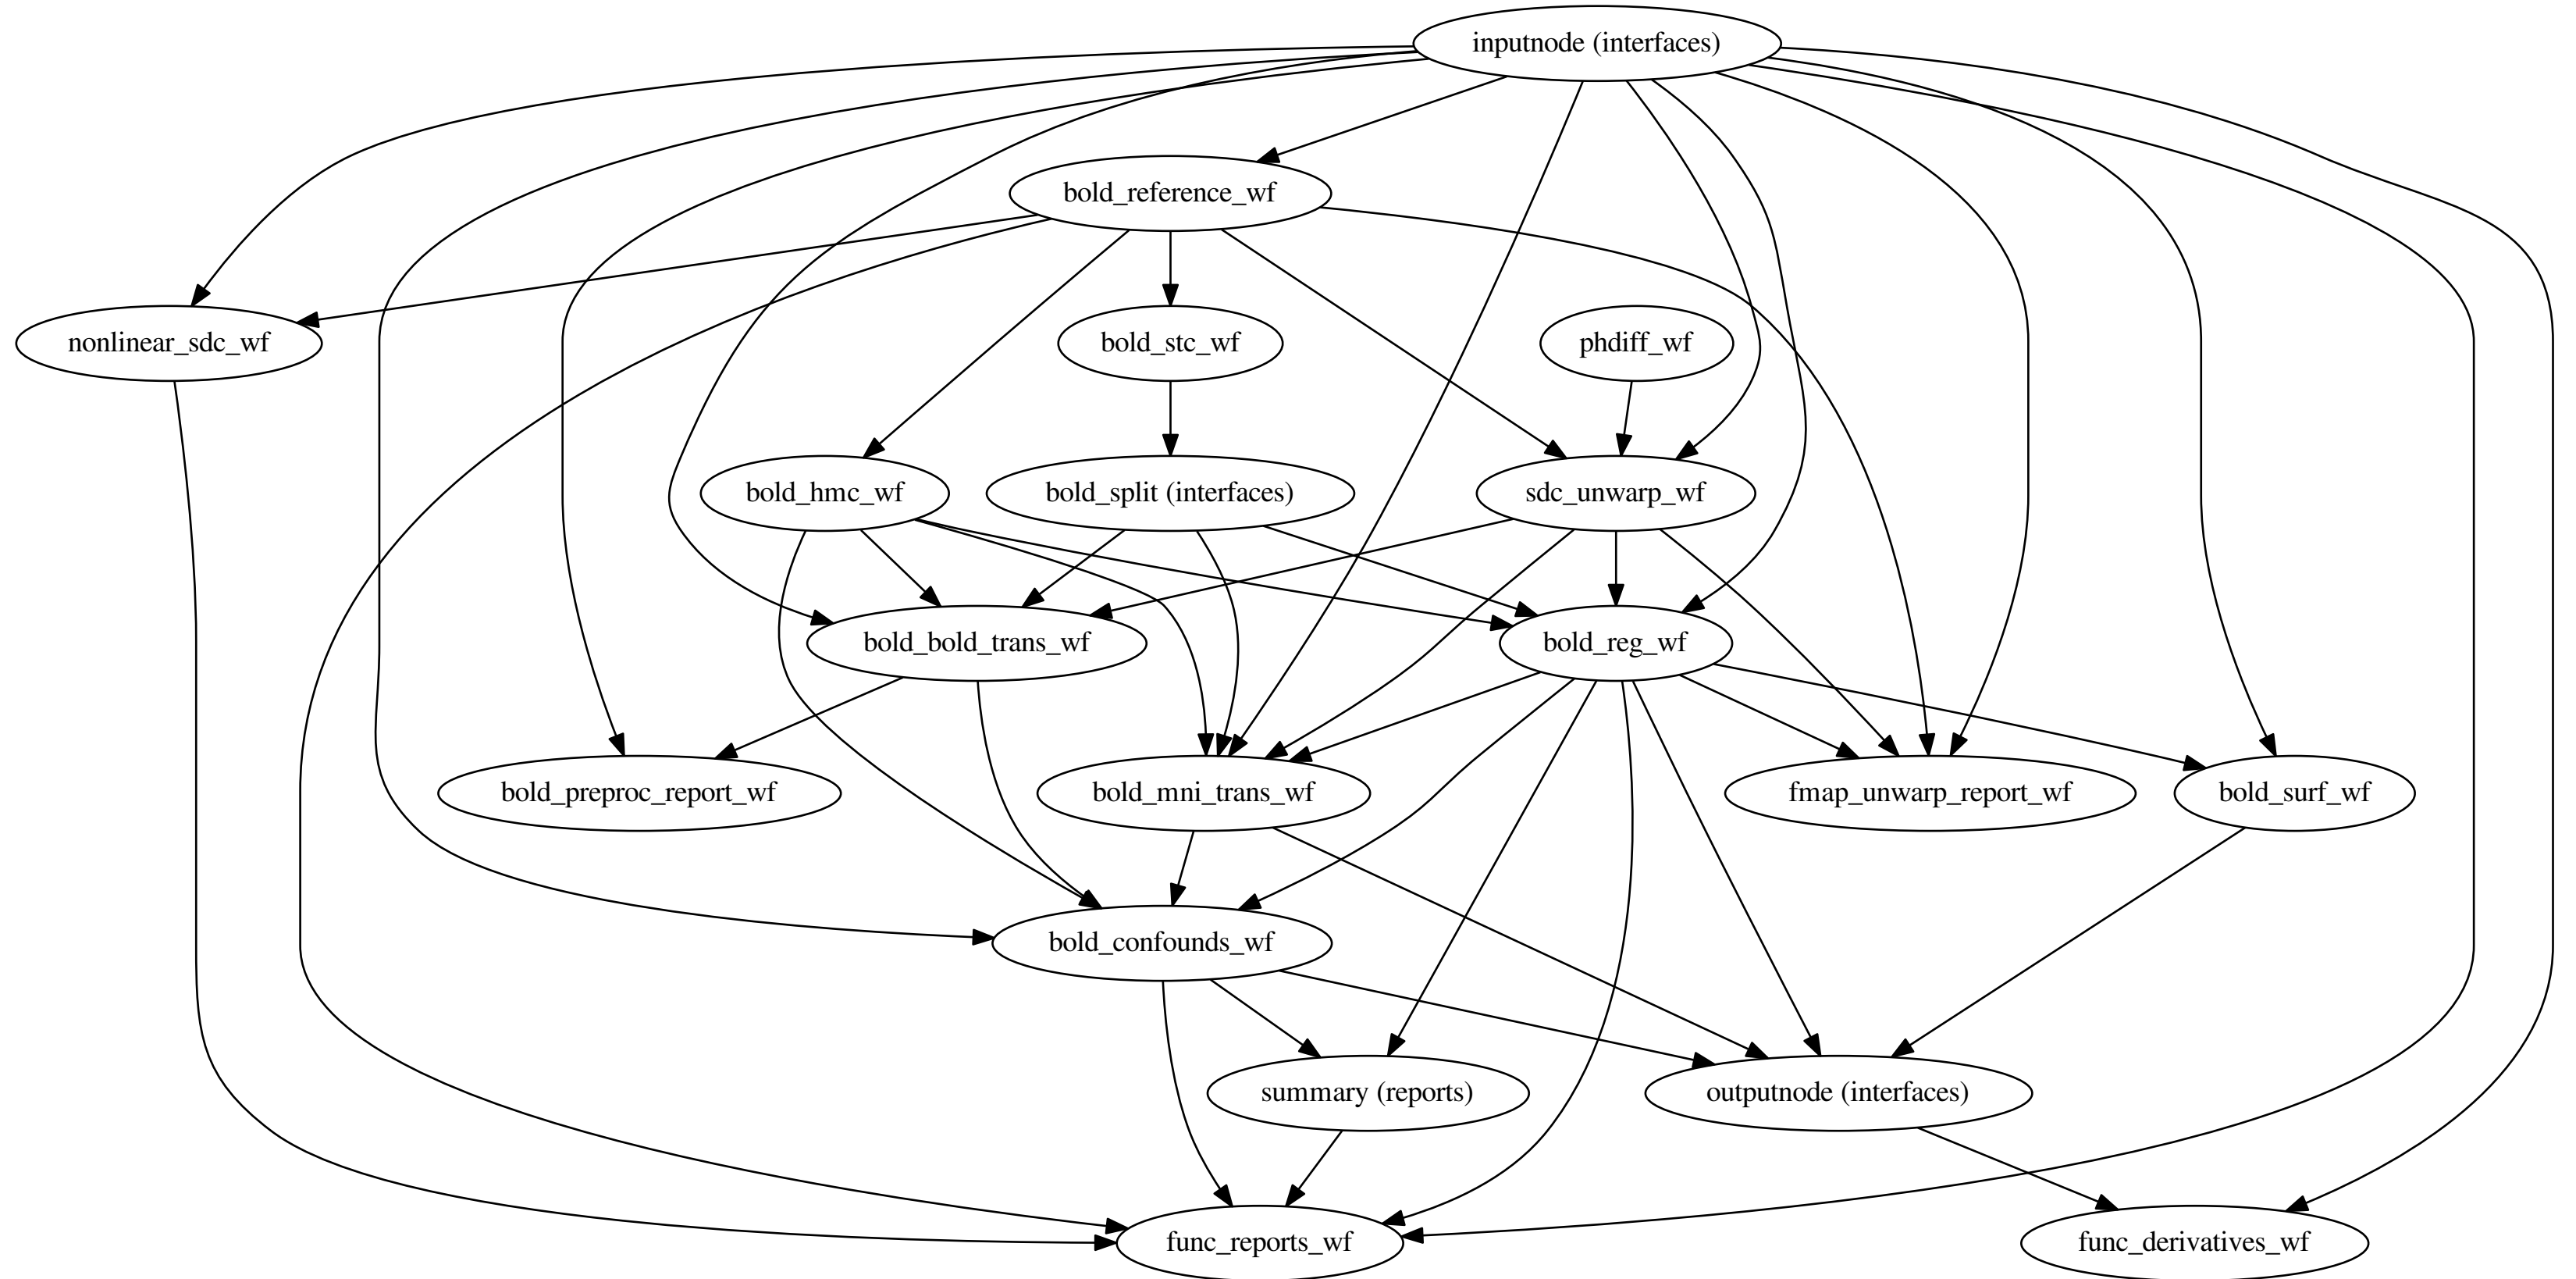 inputnode (interfaces)
bold_reference_wf
nonlinear_sdc_wf
bold_stc_wf
phdiff_wf
bold_hmc_wf
bold_split (interfaces)
sdc_unwarp_wf
bold_bold_trans_wf
bold_reg_wf
bold_preproc_report_wf
bold_mni_trans_wf
fmap_unwarp_report_wf
bold_surf_wf
bold_confounds_wf
summary (reports)
outputnode (interfaces)
func_reports_wf
func_derivatives_wf